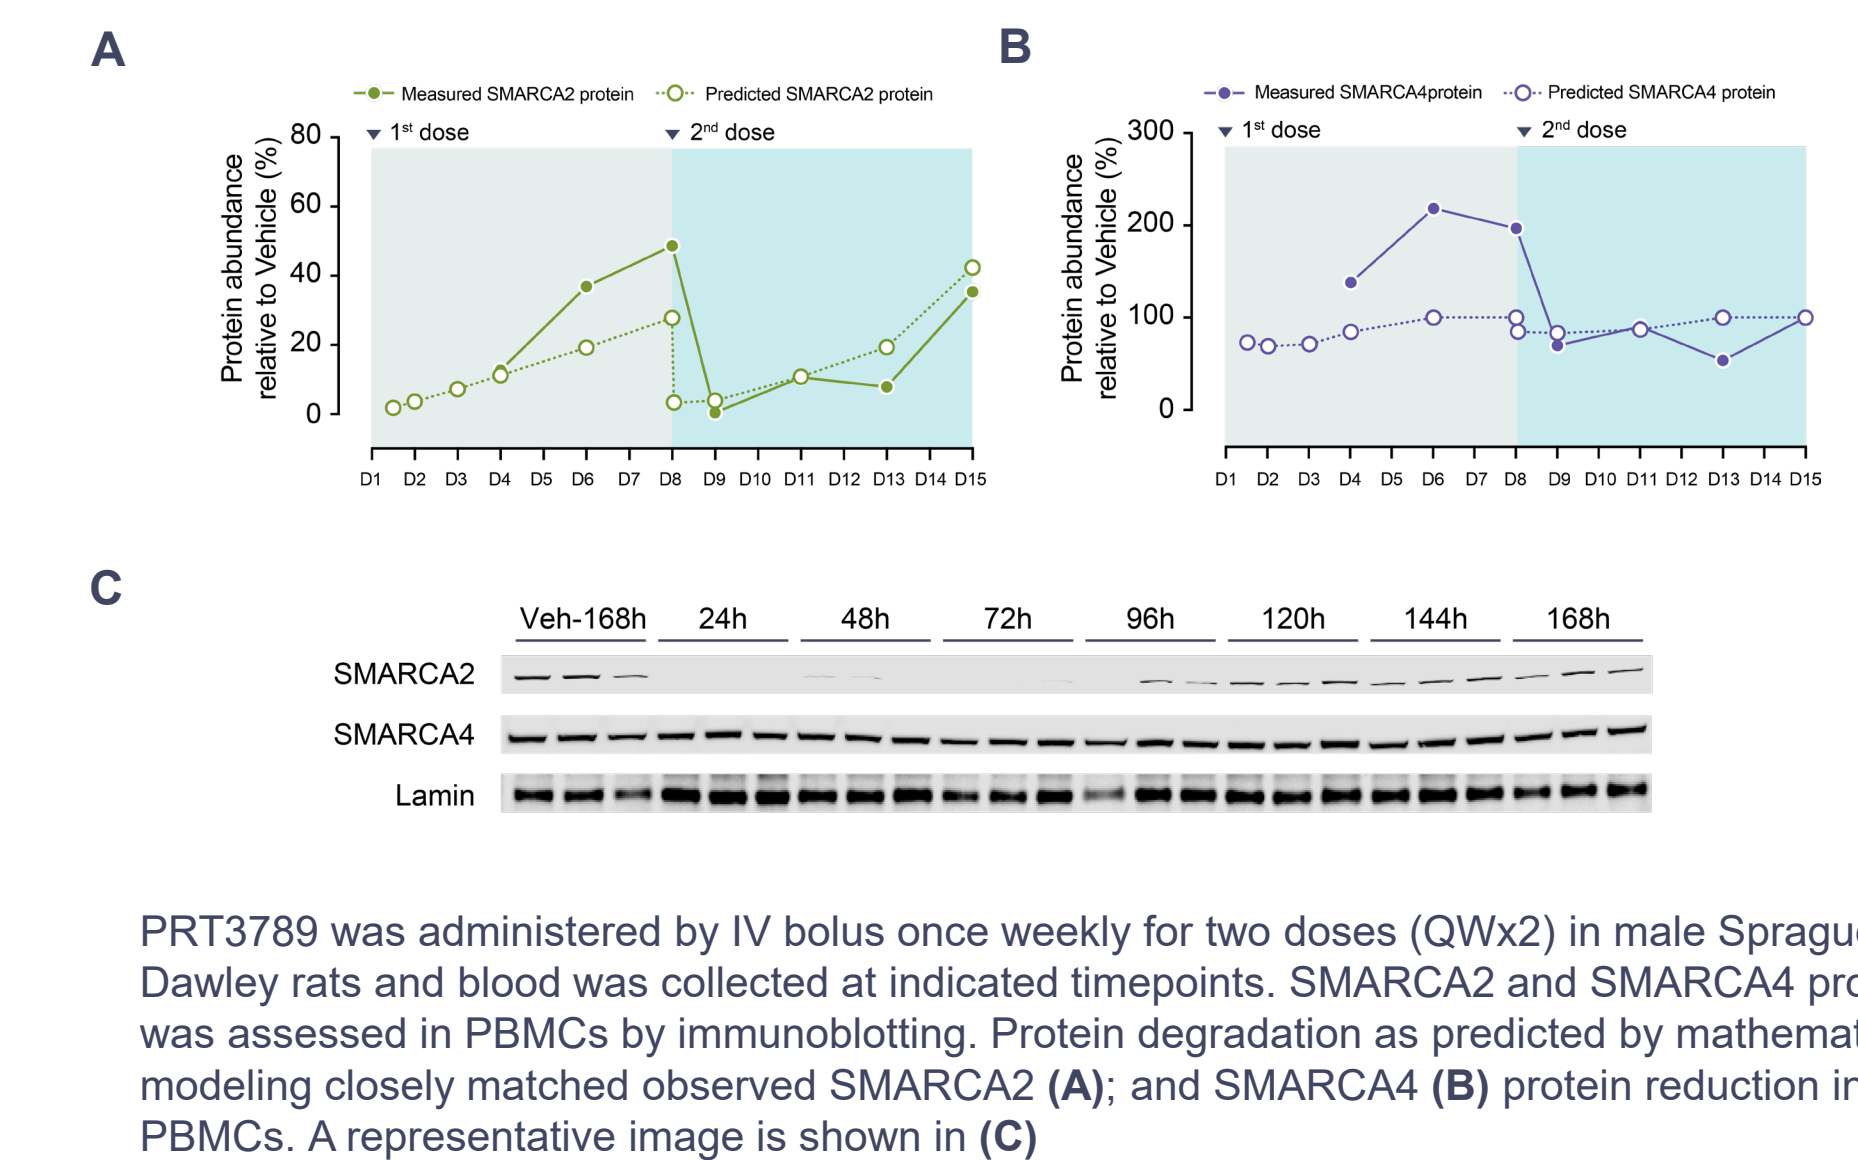 A
B
Measured SMARCA2 protein
Predicted SMARCA2 protein
Measured SMARCA4protein
Predicted SMARCA4 protein
1st dose
2nd dose
1st dose
2nd dose
Protein abundance
relative to Vehicle (%)
80
60
40
20
0
D1 D2 D3 D4 D5 D6 D7 D8 D9 D10 D11 D12 D13 D14 D15
Protein abundance
relative to Vehicle (%)
300
200
100
0
D1 D2 D3 D4 D5 D6 D7 D8 D9 D10 D11 D12 D13 D14 D15
C
Veh-168h 24h 48h 72h 96h 120h 144h 168h
SMARCA2
SMARCA4
Lamin
PRT3789 was administered by IV bolus once weekly for two doses (QWx2) in male
Dawley rats and blood was collected at indicated timepoints. SMARCA2 and SMARCA4
was assessed in PBMCs by immunoblotting. Protein degradation as predicted by
modeling closely matched observed SMARCA2 (A); and SMARCA4 (B) protein reduction in
PBMCs. A representative image is shown in (C)